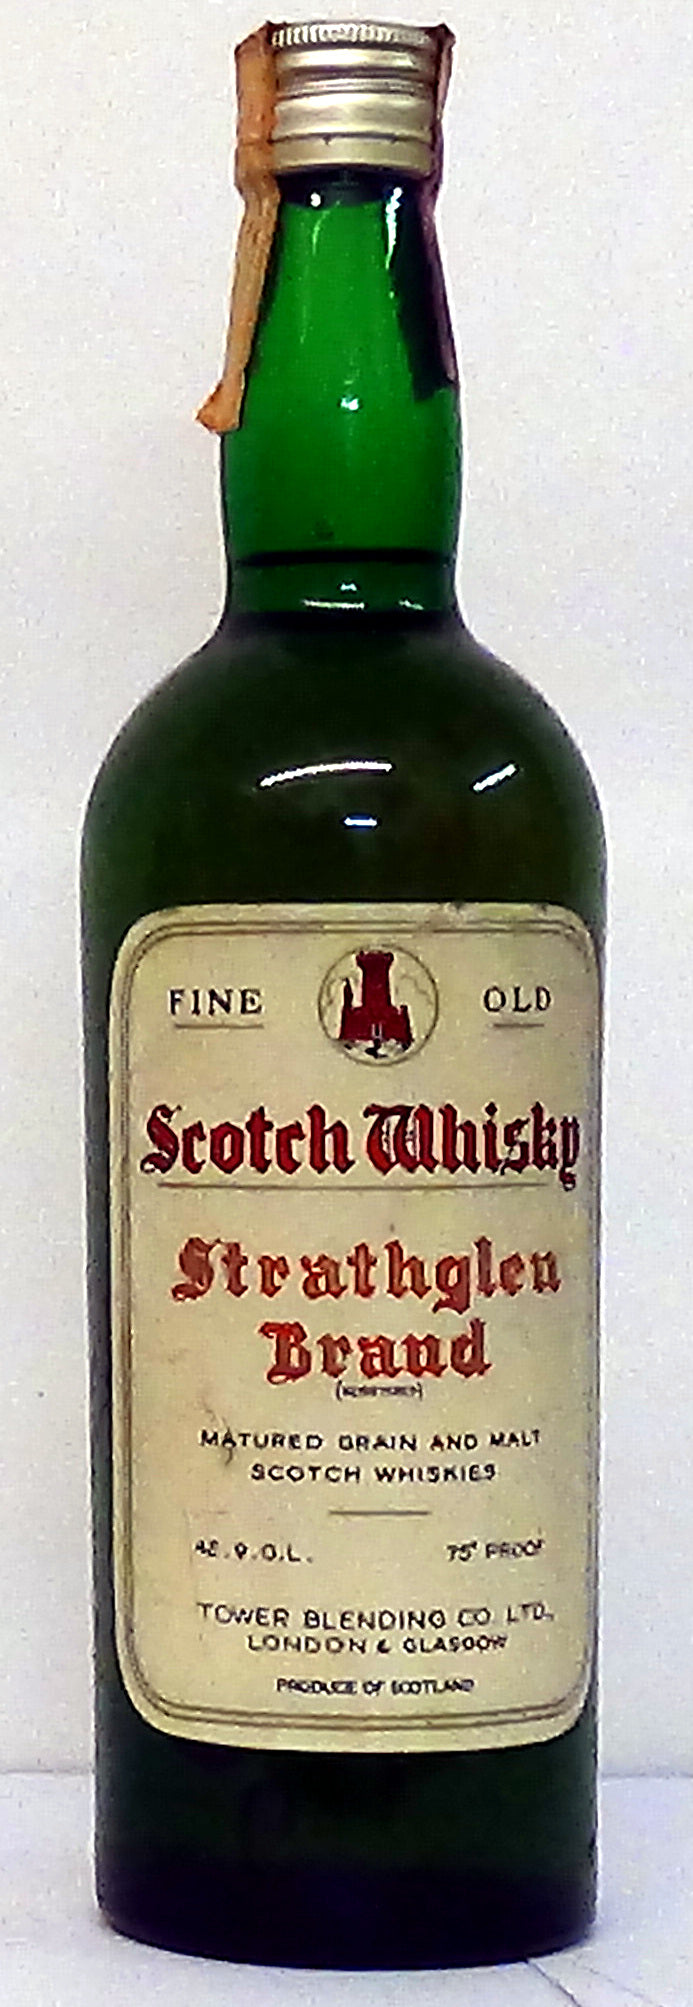 FINE OLD
Scotch Whisky
Strathglen
Brand
MATURED GRAIN AND MALT
SCOTCH WHISKIES
75° PROOF
TOWER BLENDING CO. LTD.,
LONDON & GLASGOW
PRODUCE OF SCOTLAND